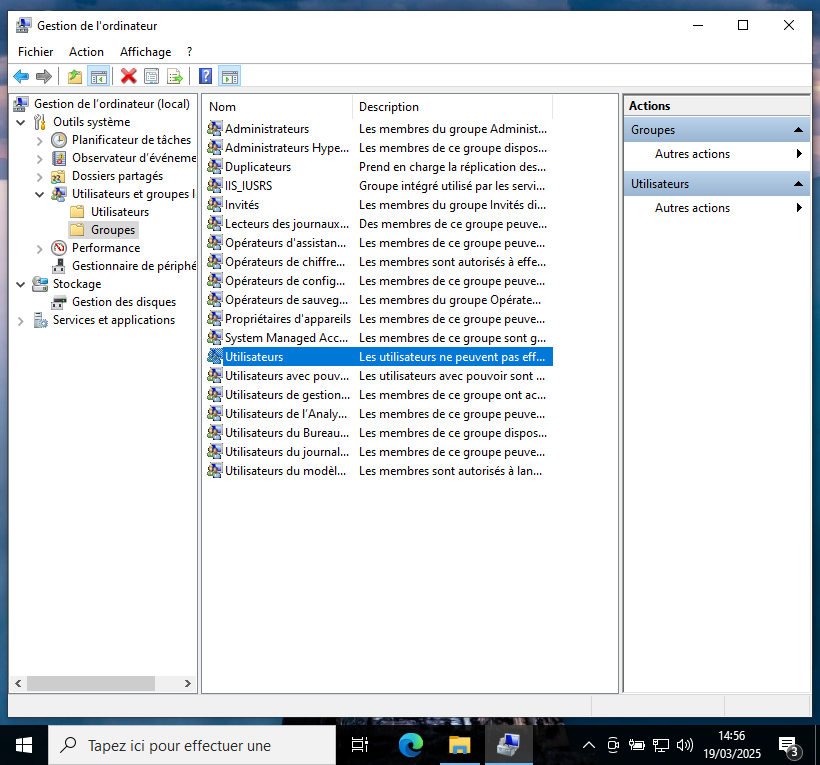 Gestion de l'ordinateur
Fichier Action Affichage ?
Gestion de l'ordinateur (local)
Outils système
Planificateur de tâches
Observateur d'événeme
Dossiers partagés
Utilisateurs et groupes l
Utilisateurs
Groupes
Performance
Gestionnaire de périphé
Stockage
Gestion des disques
Services et applications
Nom Description
Administrateurs Les membres du groupe Administ...
Administrateurs Hype... Les membres de ce groupe dispos...
Duplicateurs Prend en charge la réplication des...
IIS_IUSRS Groupe intégré utilisé par les servi...
Invités Les membres du groupe Invités di...
Lecteurs des journaux... Des membres de ce groupe peuve...
Opérateurs d'assistan... Les membres de ce groupe peuve...
Opérateurs de chiffre... Les membres sont autorisés à effe...
Opérateurs de config... Les membres de ce groupe peuve...
Opérateurs de sauveg... Les membres du groupe Opérate...
Propriétaires d'appareils Les membres de ce groupe peuve...
System Managed Acc... Les membres de ce groupe sont g...
Utilisateurs Les utilisateurs ne peuvent pas eff...
Utilisateurs avec pouv... Les utilisateurs avec pouvoir sont ...
Utilisateurs de gestion... Les membres de ce groupe ont ac...
Utilisateurs de l'Analy... Les membres de ce groupe peuve...
Utilisateurs du Bureau... Les membres de ce groupe dispos...
Utilisateurs du journal... Les membres de ce groupe peuve...
Utilisateurs du modèl... Les membres sont autorisés à lan...
Actions
Groupes
Autres actions
Utilisateurs
Autres actions
Tapez ici pour effectuer une
14:56
19/03/2025
3